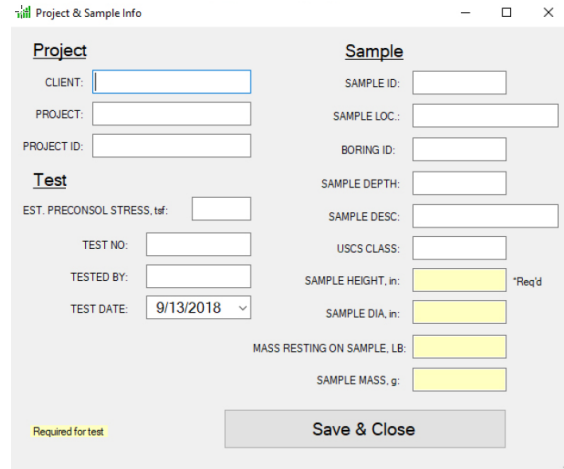 Project & Sample Info
Project
CLIENT:
PROJECT:
PROJECT ID:
Test
EST. PRECONSOL STRESS, tsf:
TEST NO:
TESTED BY:
TEST DATE: 9/13/2018
Required for test
Sample
SAMPLE ID:
SAMPLE LOC.:
BORING ID:
SAMPLE DEPTH:
SAMPLE DESC:
USCS CLASS:
SAMPLE HEIGHT, in: *Req'd
SAMPLE DIA, in:
MASS RESTING ON SAMPLE, LB:
SAMPLE MASS, g:
Save & Close